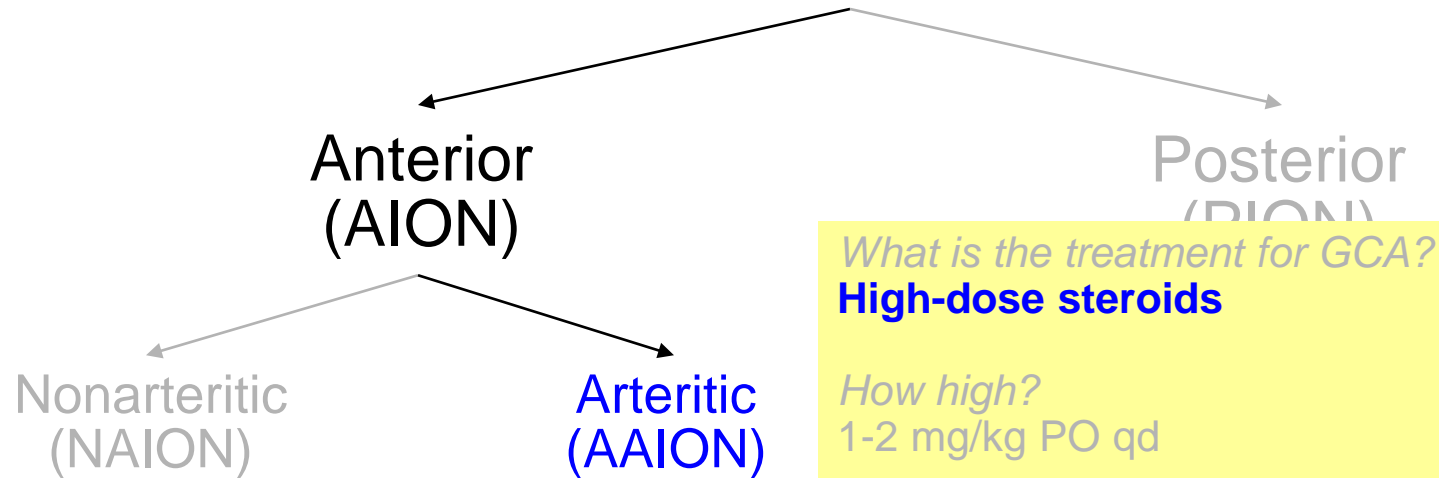 Anterior
(AION)
Posterior
(PION)
Nonarteritic
(NAION)
Arteritic
(AAION)
What is the treatment for GCA?
High-dose steroids
How high?
1-2 mg/kg PO qd